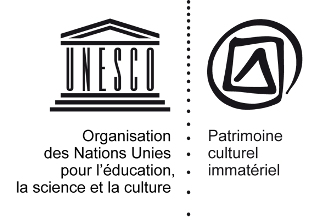 UNESCO
Organisation
des Nations Unies
pour l'éducation,
la science et la culture
Patrimoine
culturel
immatériel